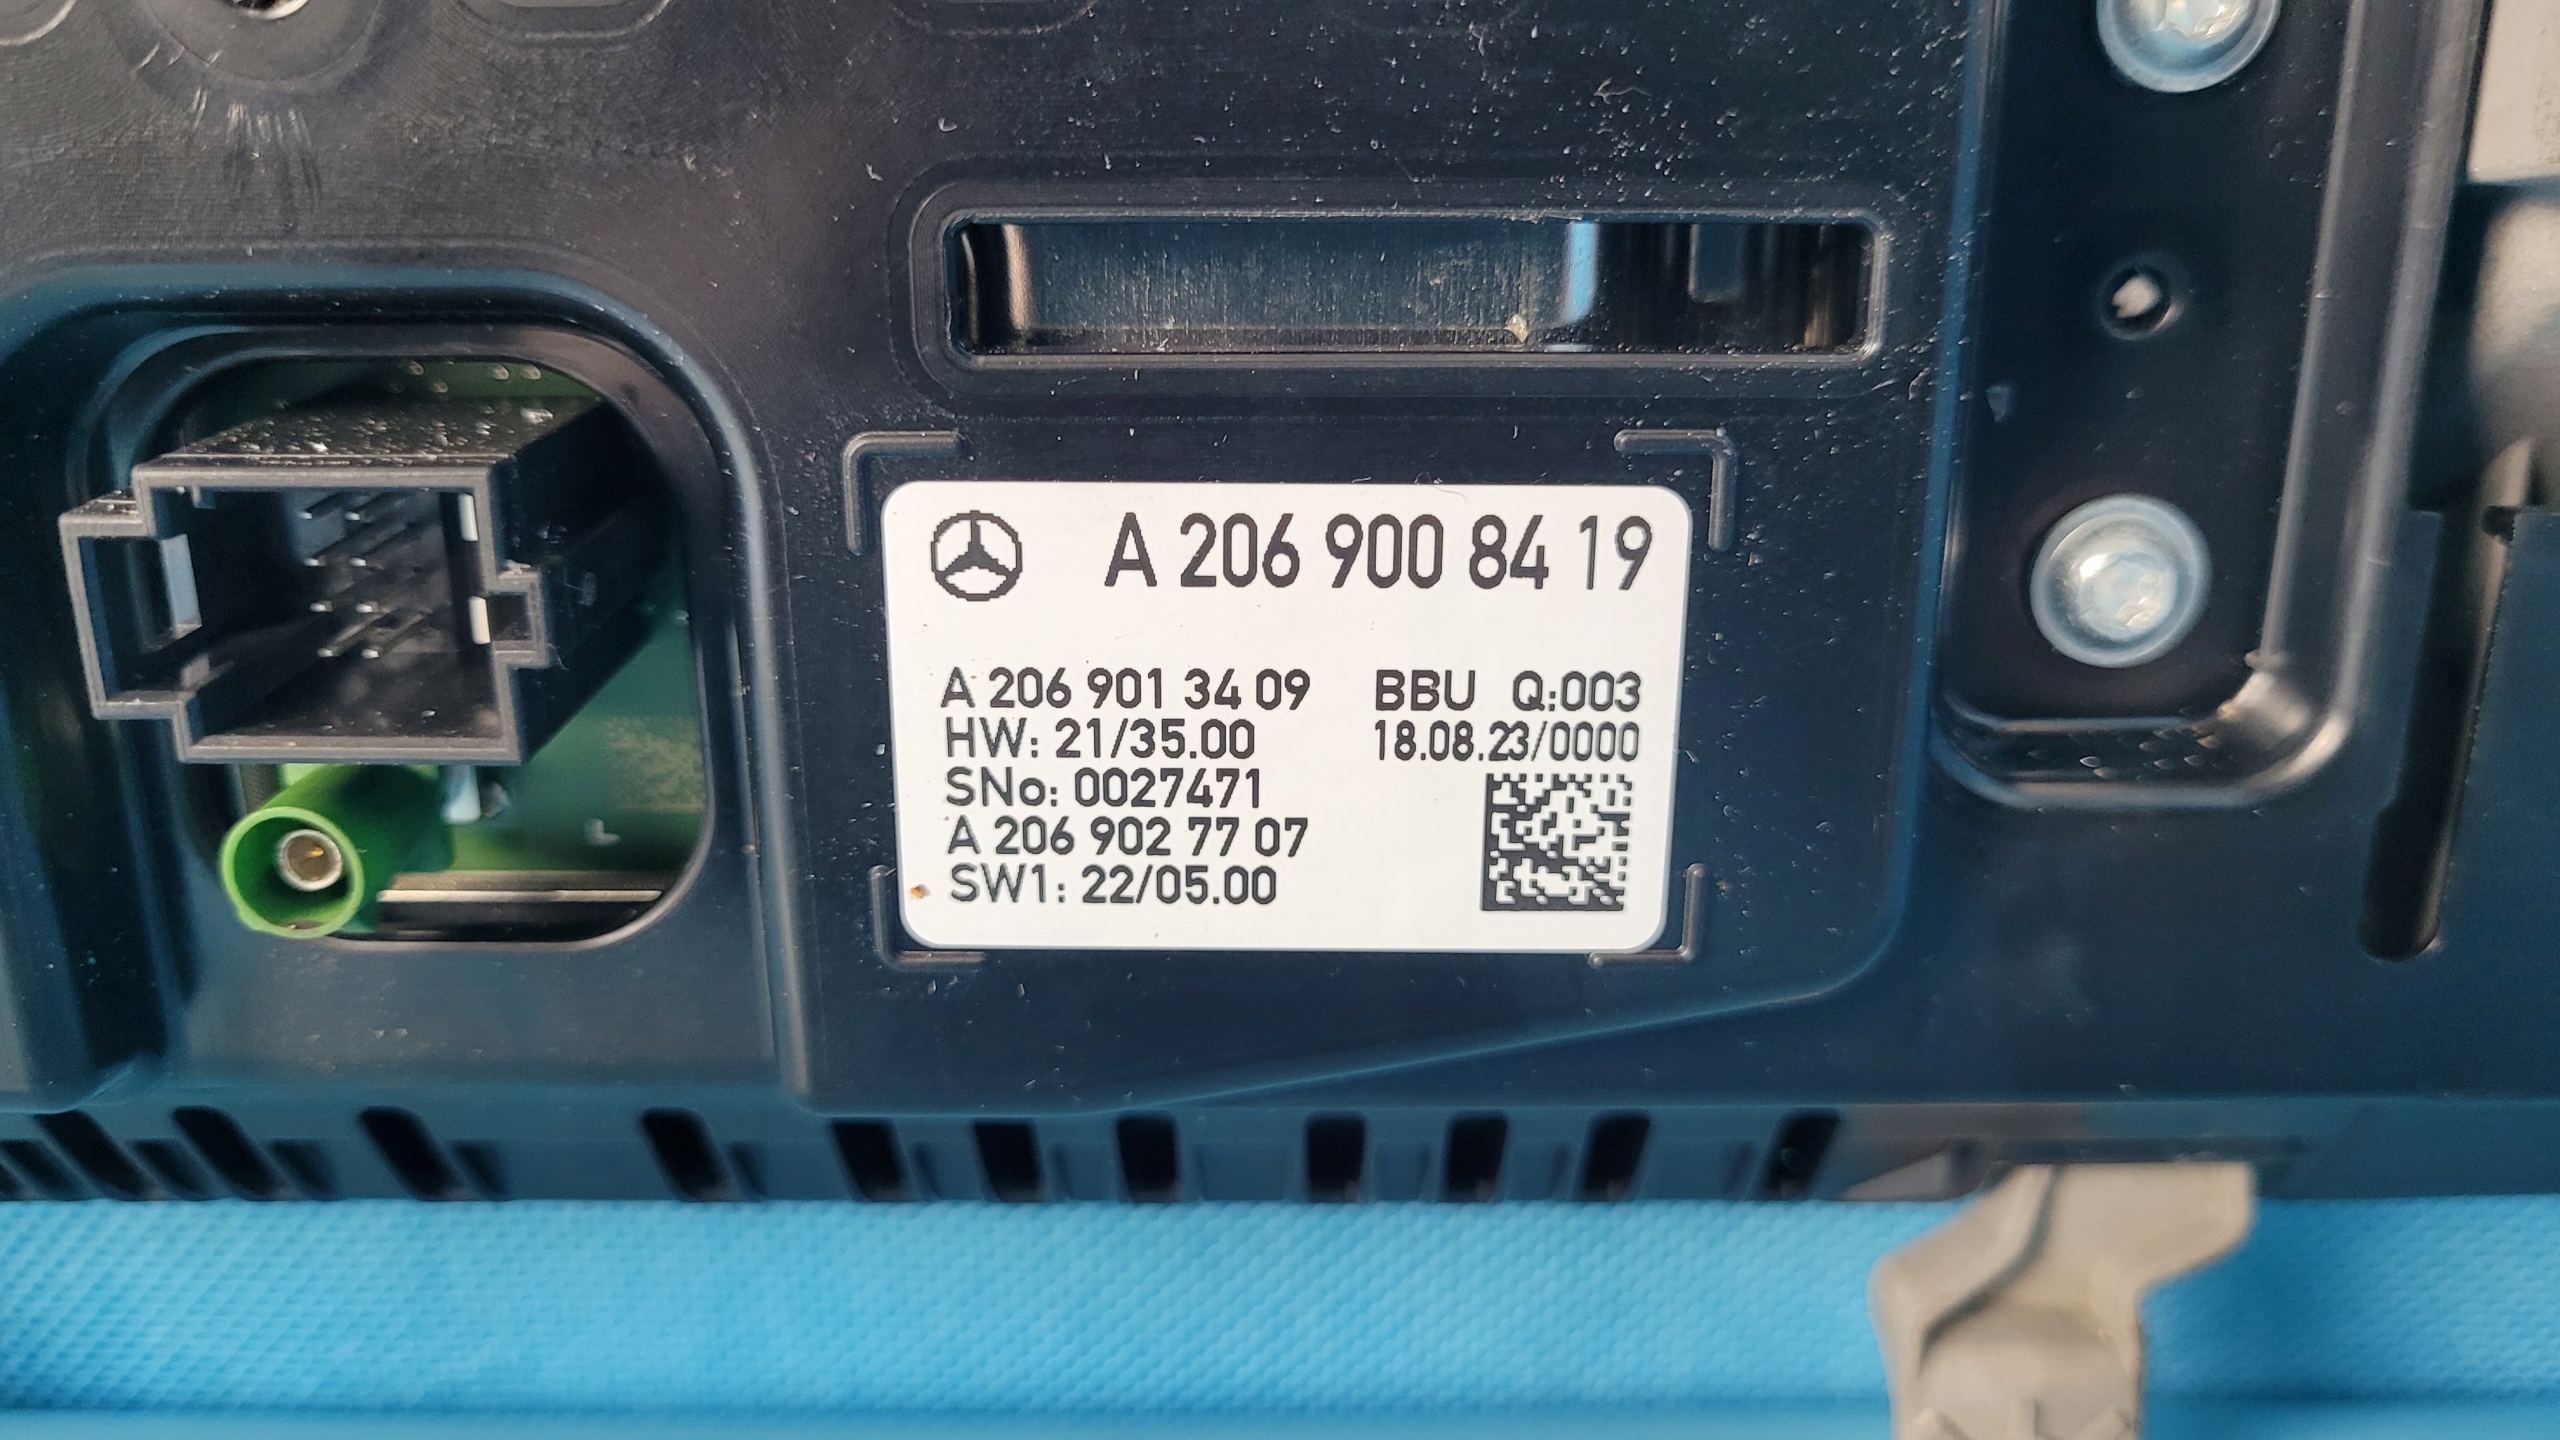 A 206 900 84 19
A 206 901 34 09 BBU Q:003
HW: 21/35.00 18.08.23/0000
SNo: 0027471
A 206 902 77 07
SW1: 22/05.00